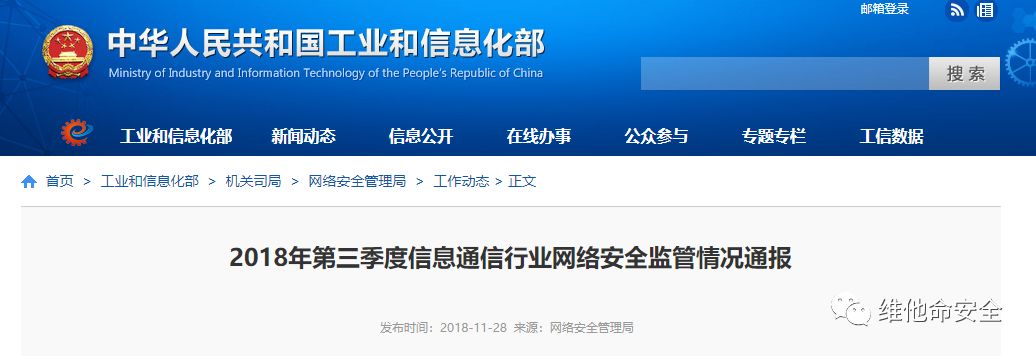 邮箱登录
中华人民共和国工业和信息化部
Ministry of Industry and Information Technology of the People's Republic of China
搜索
工业和信息化部 新闻动态 信息公开 在线办事 公众参与 专题专栏 工信数据
首页 > 工业和信息化部 > 机关司局 > 网络安全管理局 > 工作动态 > 正文
2018年第三季度信息通信行业网络安全监管情况通报
维他命安全
发布时间：2018-11-28 来源：网络安全管理局